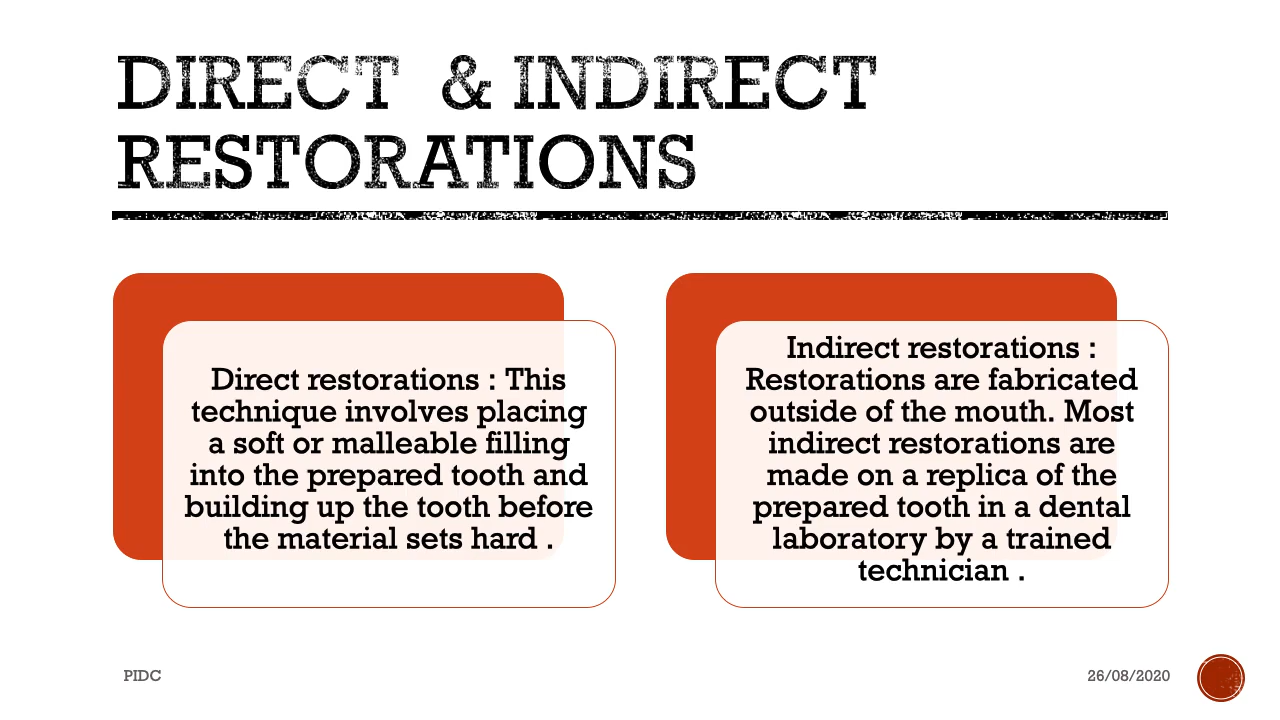 DIRECT & INDIRECT
RESTORATIONS
Direct restorations : This
technique involves placing
a soft or malleable filling
into the prepared tooth and
building up the tooth before
the material sets hard .
Indirect restorations :
Restorations are fabricated
outside of the mouth. Most
indirect restorations are
made on a replica of the
prepared tooth in a dental
laboratory by a trained
technician .
PIDC
26/08/2020